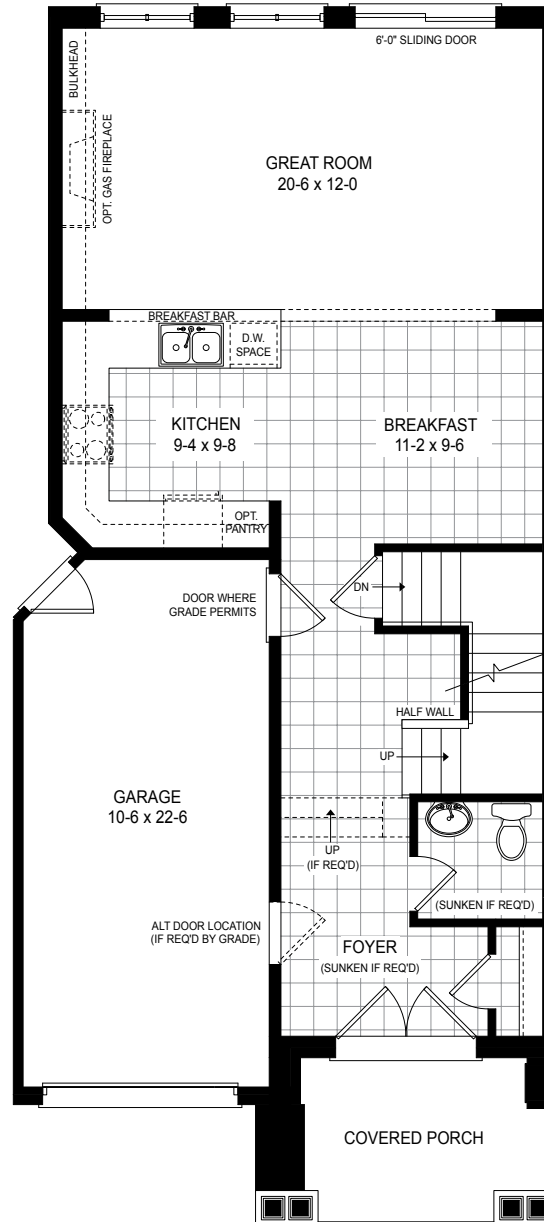 6'-0" SLIDING DOOR
BULKHEAD
OPT. GAS FIREPLACE
GREAT ROOM
20-6 x 12-0
BREAKFAST BAR
D.W.
SPACE
KITCHEN
9-4 x 9-8
BREAKFAST
11-2 x 9-6
OPT.
PANTRY
DOOR WHERE
GRADE PERMITS
DN
HALF WALL
UP
GARAGE
10-6 x 22-6
UP
(IF REQ'D)
(SUNKEN IF REQ'D)
ALT DOOR LOCATION
(IF REQ'D BY GRADE)
FOYER
(SUNKEN IF REQ'D)
COVERED PORCH